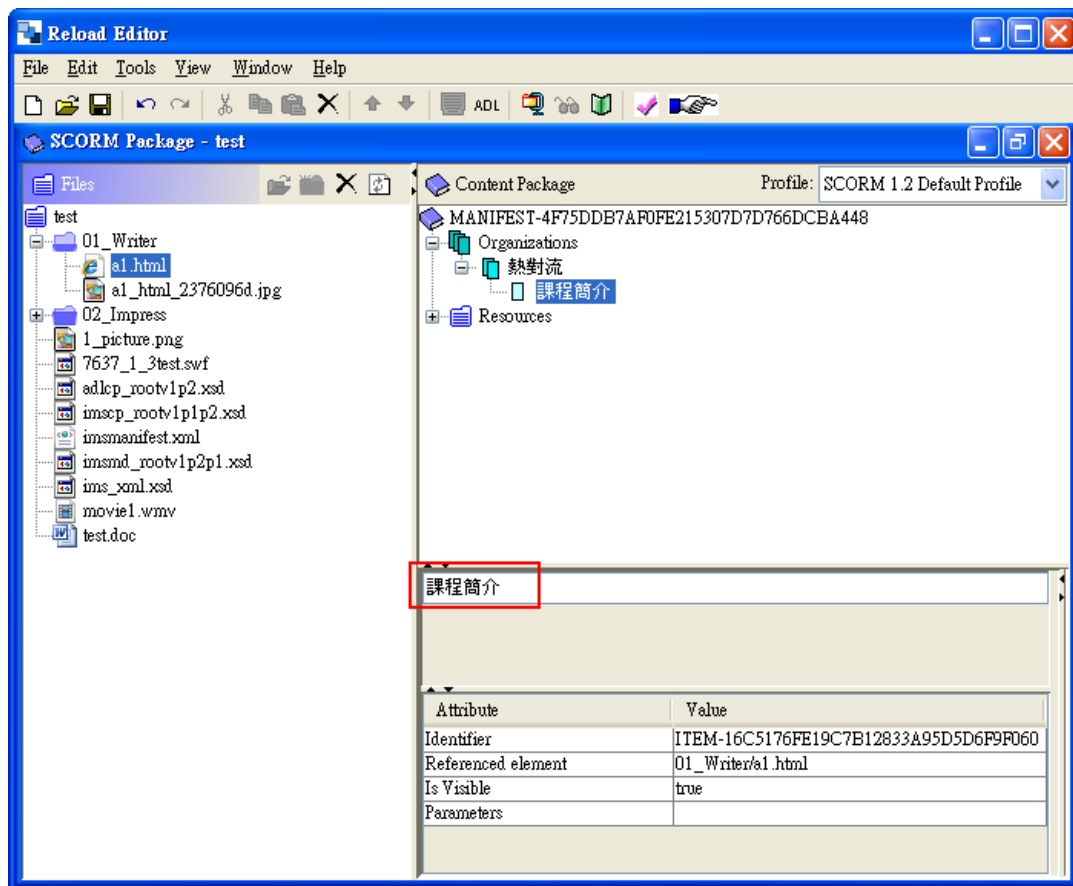 Reload Editor
File Edit Tools View Window Help
ADL
SCORM Package - test
Files
test
01_Writer
a1.html
a1_html_2376096d.jpg
02_Impress
1_picture.png
7637_1_3test.swf
adlcp_rootv1p2.xsd
imscp_rootv1p1p2.xsd
imsmanifest.xml
imsmd_rootv1p2p1.xsd
ims_xml.xsd
movie1.wmv
test.doc
Content Package Profile: SCORM 1.2 Default Profile
MANIFEST-4F75DDB7AF0FE215307D7D766DCBA448
Organizations
熱對流
課程簡介
Resources
課程簡介
Attribute Value
Identifier ITEM-16C5176FE19C7B12833A95D5D6F9F060
Referenced element 01_Writer/a1.html
Is Visible true
Parameters